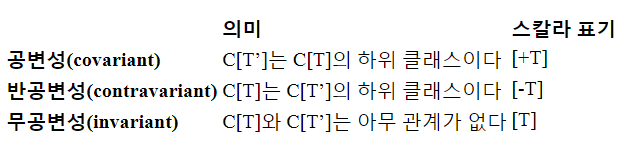 의미 스칼라 표기
공변성(covariant) C[T’]는 C[T]의 하위 클래스이다 [+T]
반공변성(contravariant) C[T]는 C[T’]의 하위 클래스이다 [-T]
무공변성(invariant) C[T]와 C[T’]는 아무 관계가 없다 [T]